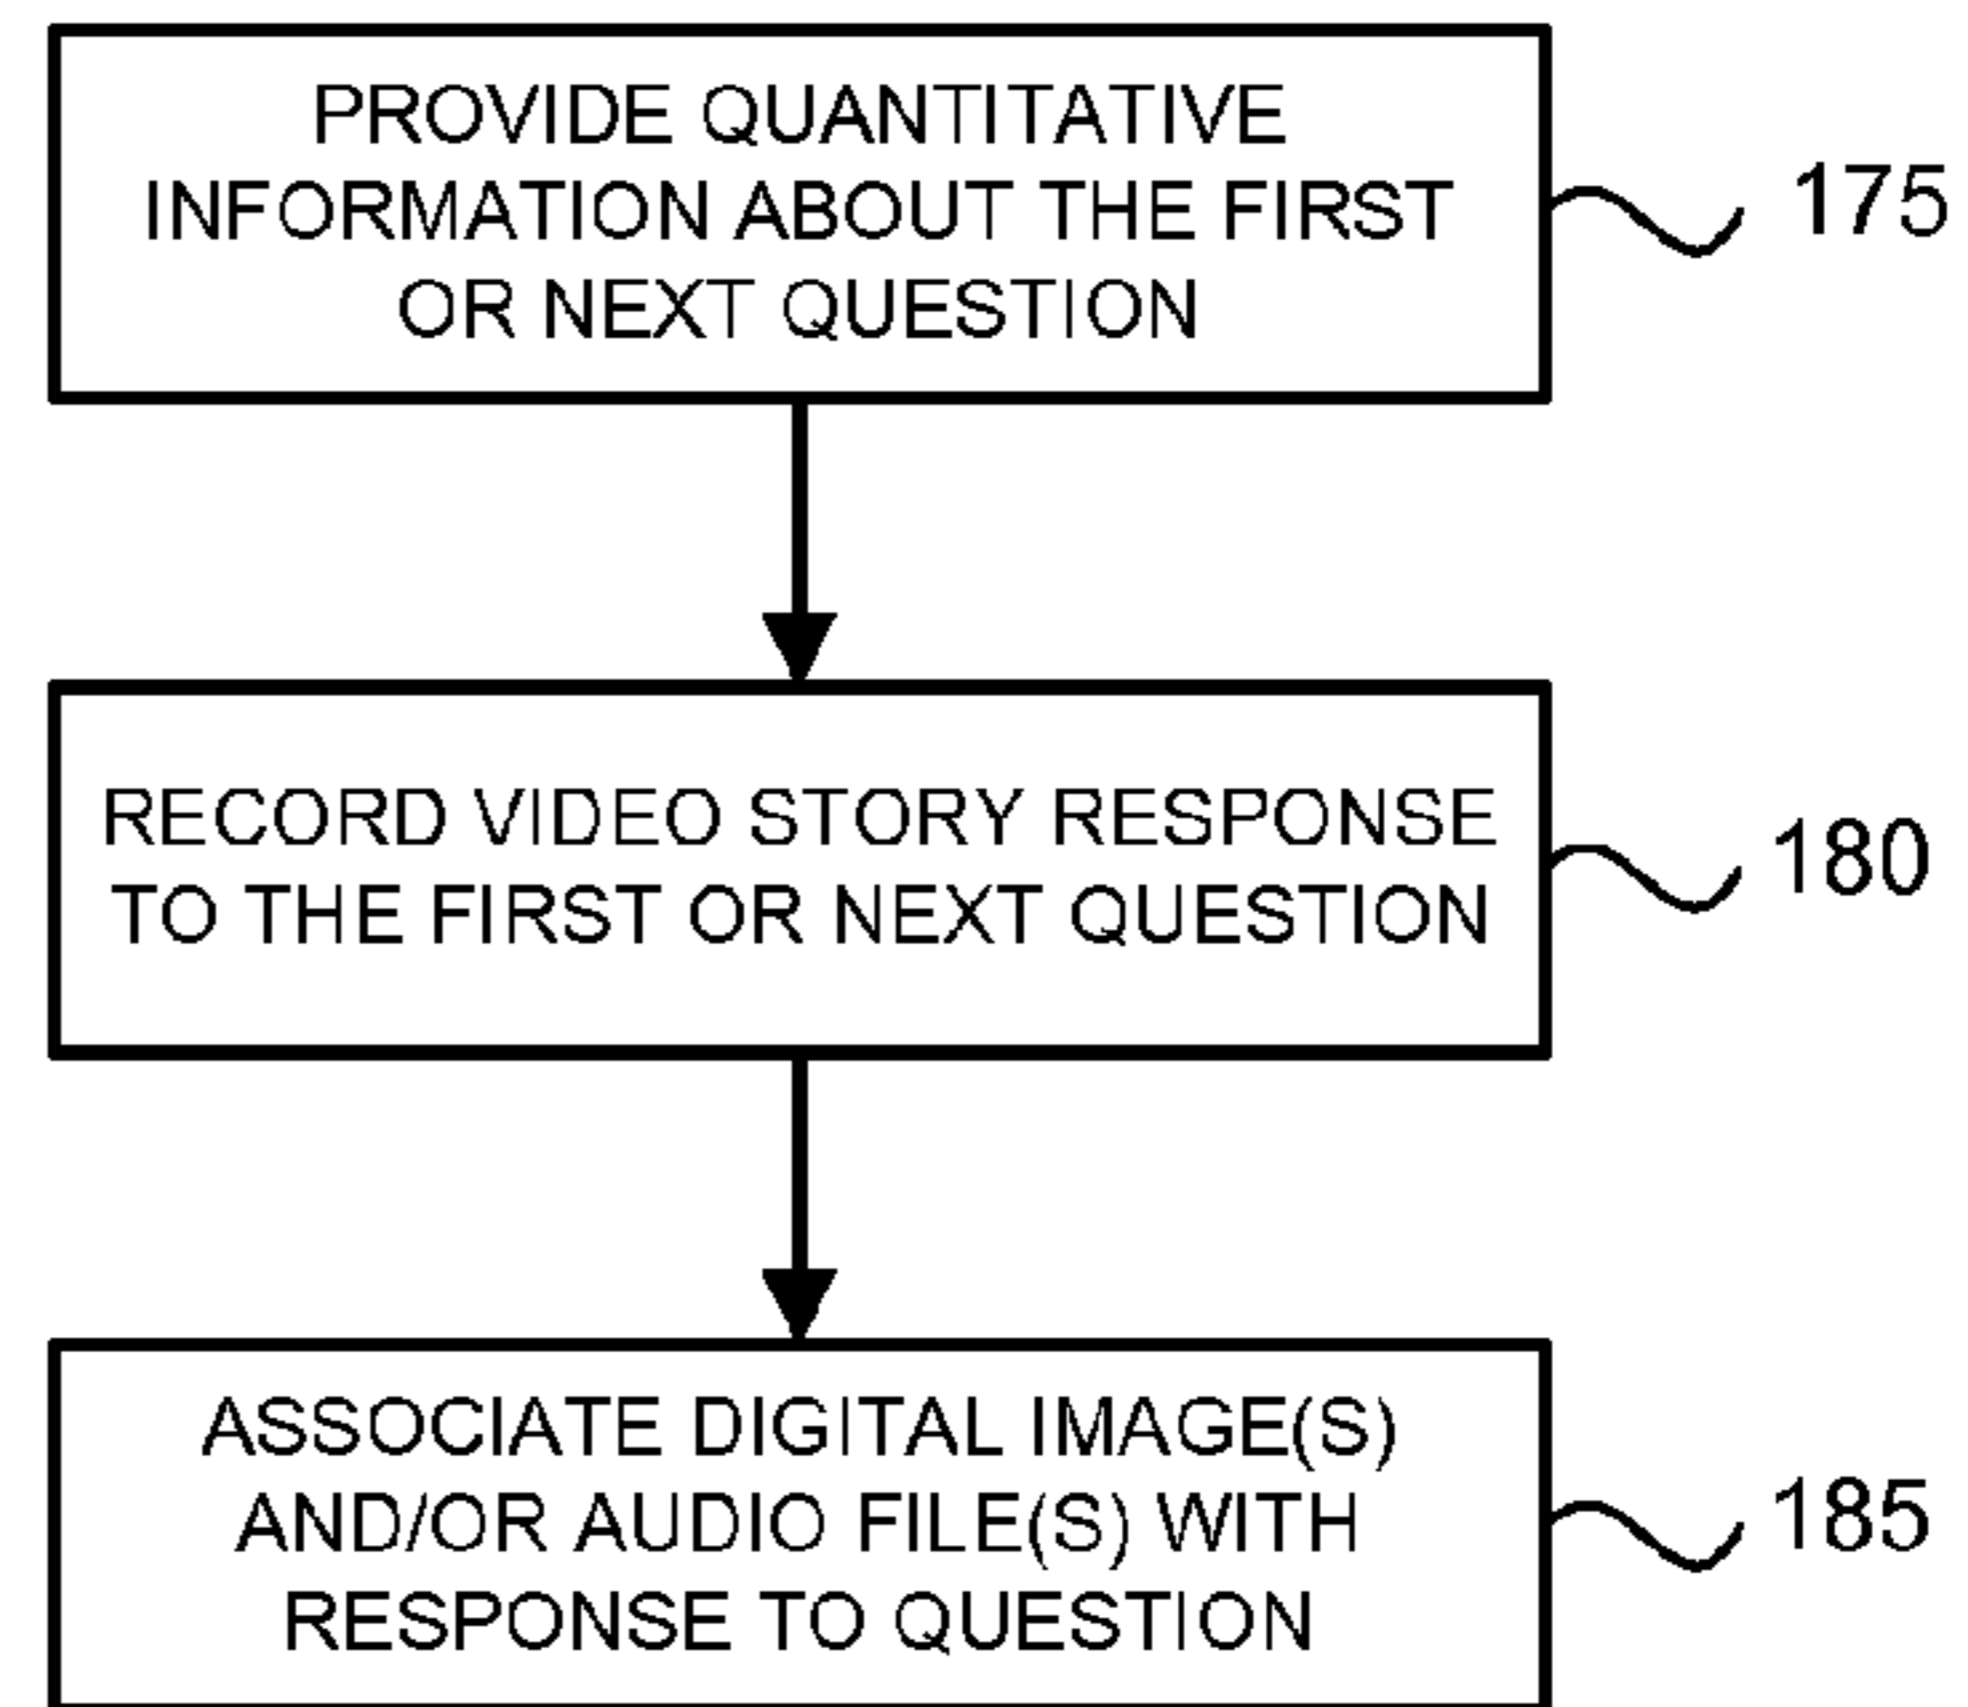 PROVIDE QUANTITATIVE
INFORMATION ABOUT THE FIRST
OR NEXT QUESTION
175
RECORD VIDEO STORY RESPONSE
TO THE FIRST OR NEXT QUESTION
180
ASSOCIATE DIGITAL IMAGE(S)
AND/OR AUDIO FILE(S) WITH
RESPONSE TO QUESTION
185